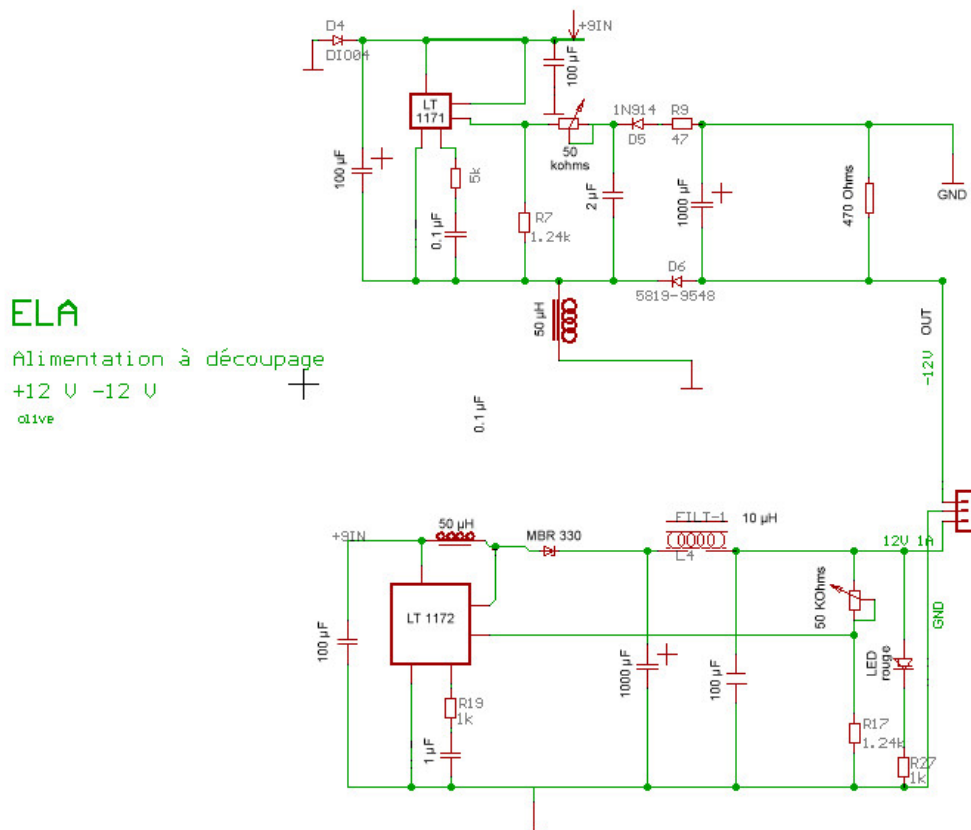 D4
DIO04
+9IN
100 µF
LT
1171
1N914
D5
R9
47
50
kohms
100 µF
5k
0.1 µF
R7
1.24k
2 µF
1000 µF
470 Ohms
GND
D6
5819-9548
50 µH
-12V OUT
ELA
Alimentation à découpage
+12 V -12 V
olive
0.1 µF
+9IN
50 µH
MBR 330
FILT-1
10 µH
L4
12V 1A
LT 1172
50 KOhms
GND
100 µF
1000 µF
100 µF
LED
rouge
R19
1k
1 µF
R17
1.24k
R27
1k